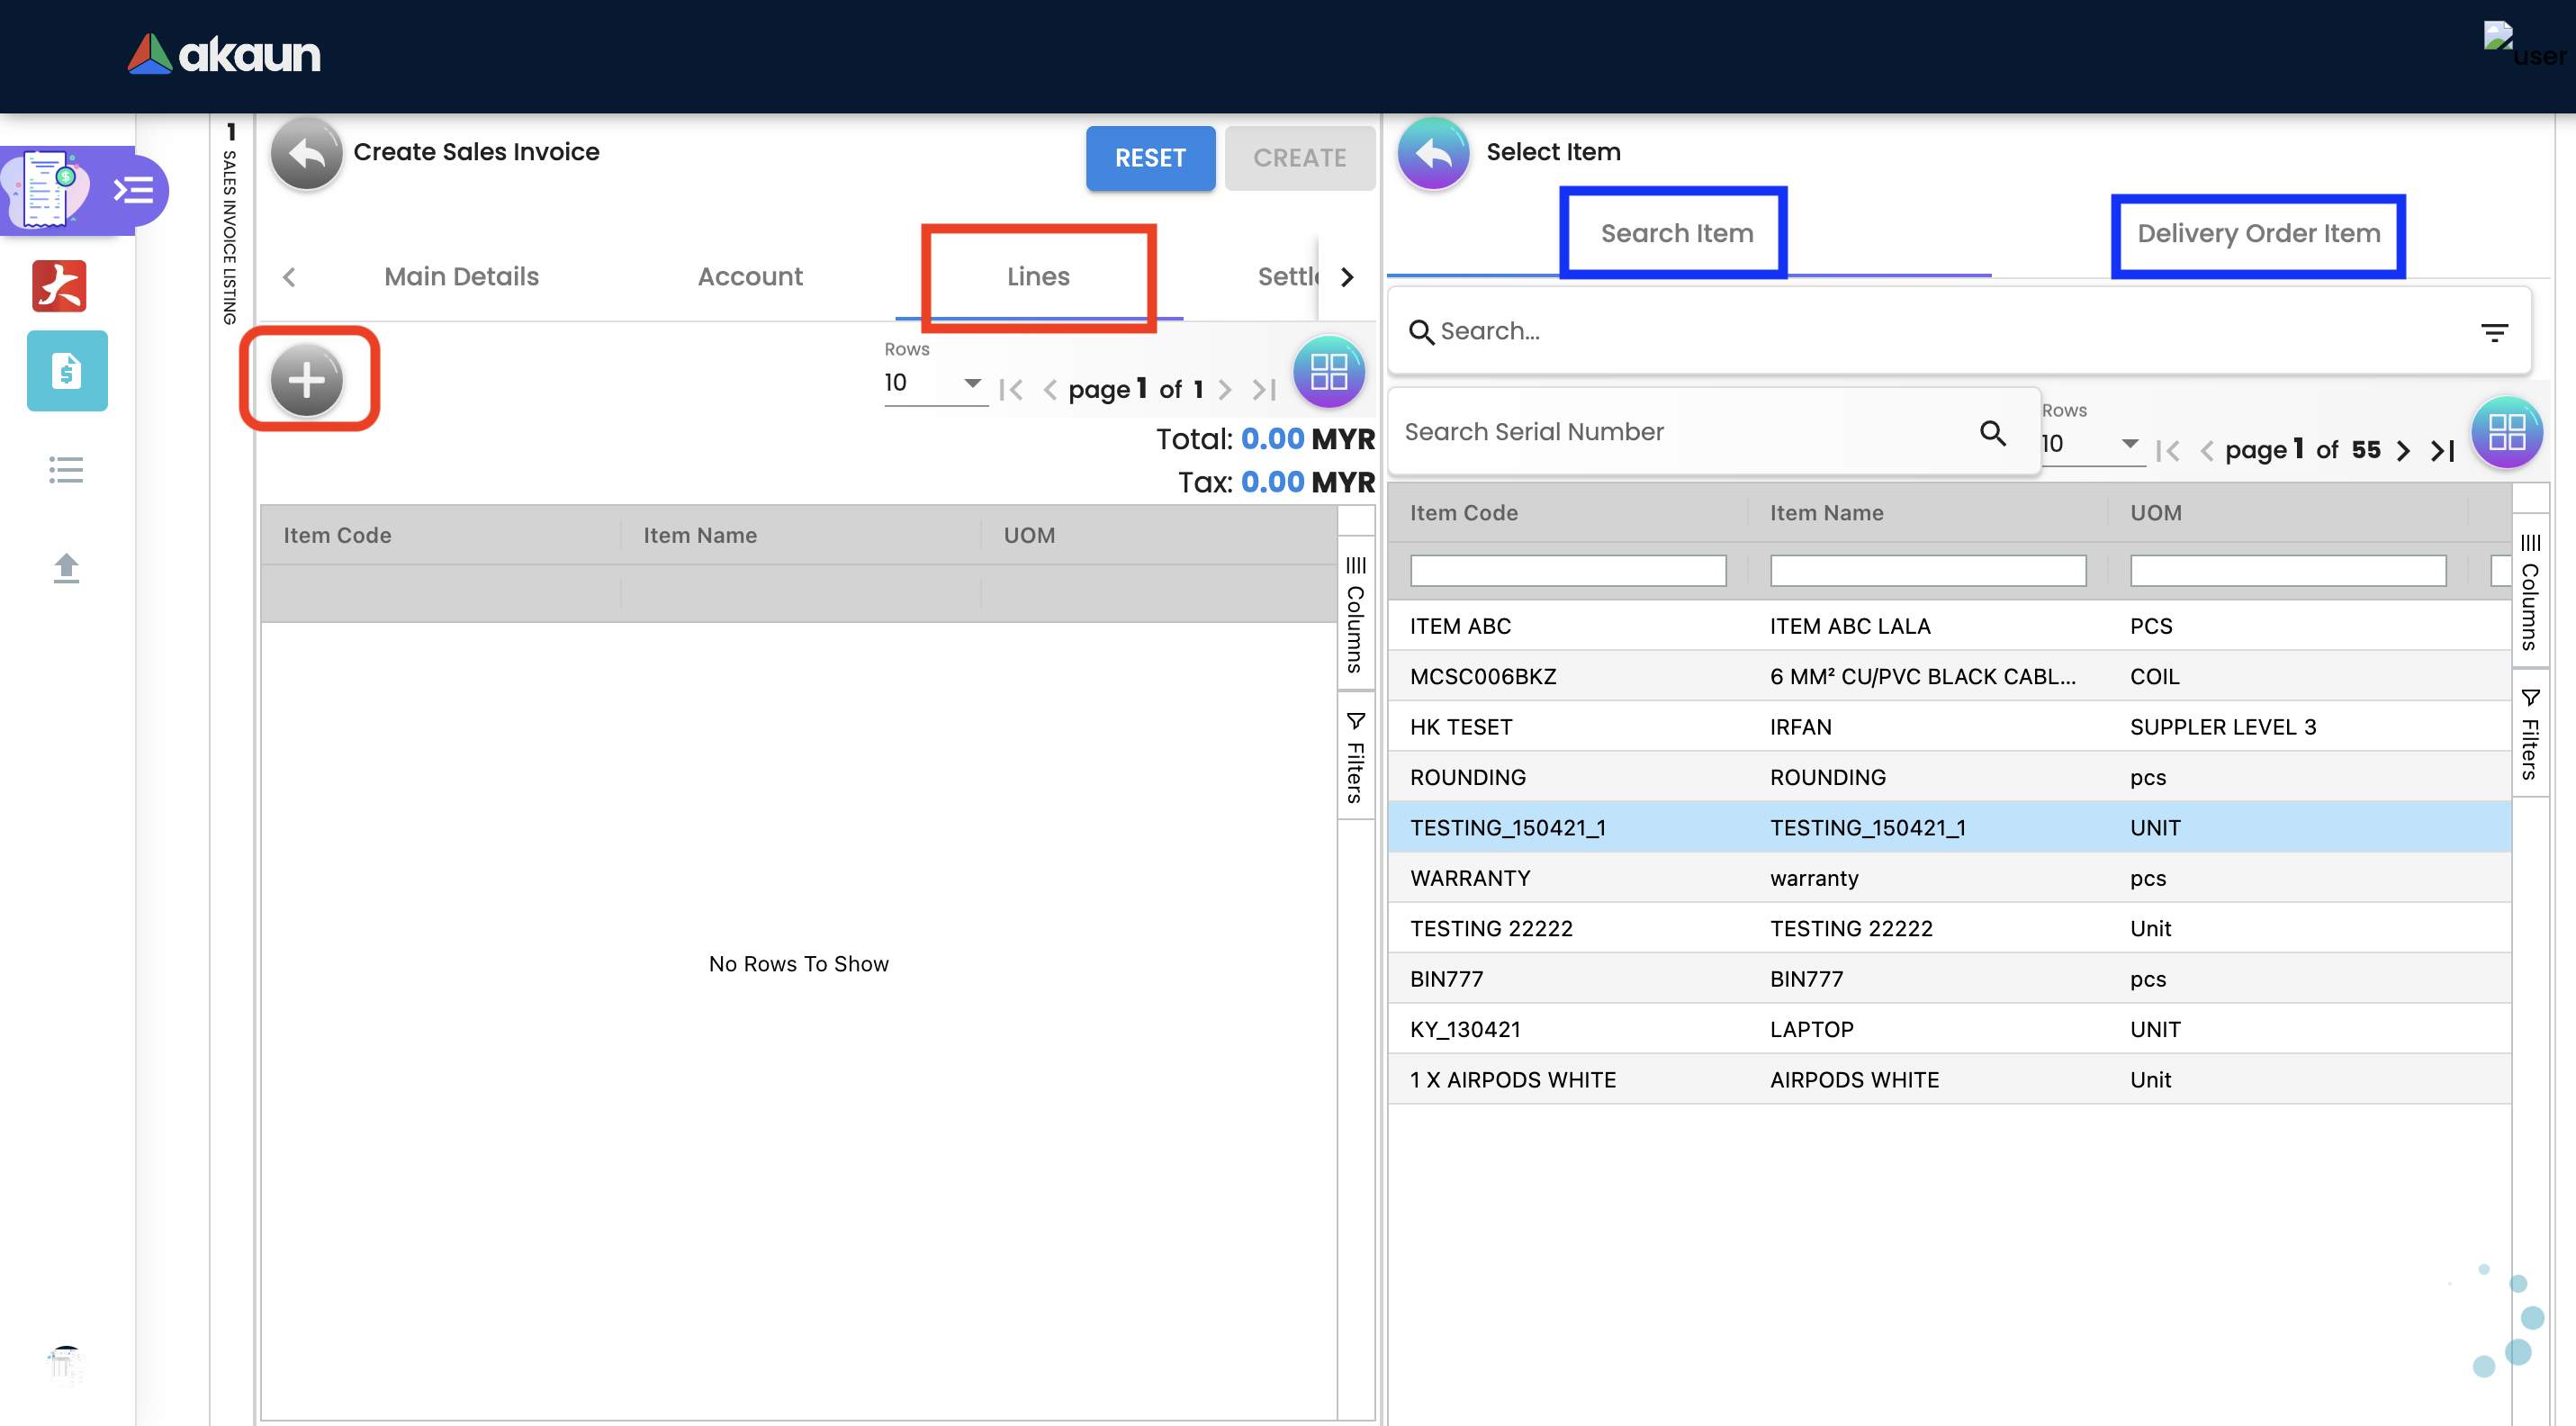 akaun
user
1
SALES INVOICE LISTING
Create Sales Invoice
RESET
CREATE
Main Details
Account
Lines
Settle
Rows
10
page 1 of 1
Total: 0.00 MYR
Tax: 0.00 MYR
Item Code Item Name UOM
No Rows To Show
Columns
Filters
Select Item
Search Item
Delivery Order Item
Search...
Search Serial Number
Rows
10
page 1 of 55
Item Code Item Name UOM
ITEM ABC ITEM ABC LALA PCS
MCSC006BKZ 6 MM² CU/PVC BLACK CABL... COIL
HK TESET IRFAN SUPPLER LEVEL 3
ROUNDING ROUNDING pcs
TESTING_150421_1 TESTING_150421_1 UNIT
WARRANTY warranty pcs
TESTING 22222 TESTING 22222 Unit
BIN777 BIN777 pcs
KY_130421 LAPTOP UNIT
1 X AIRPODS WHITE AIRPODS WHITE Unit
Columns
Filters